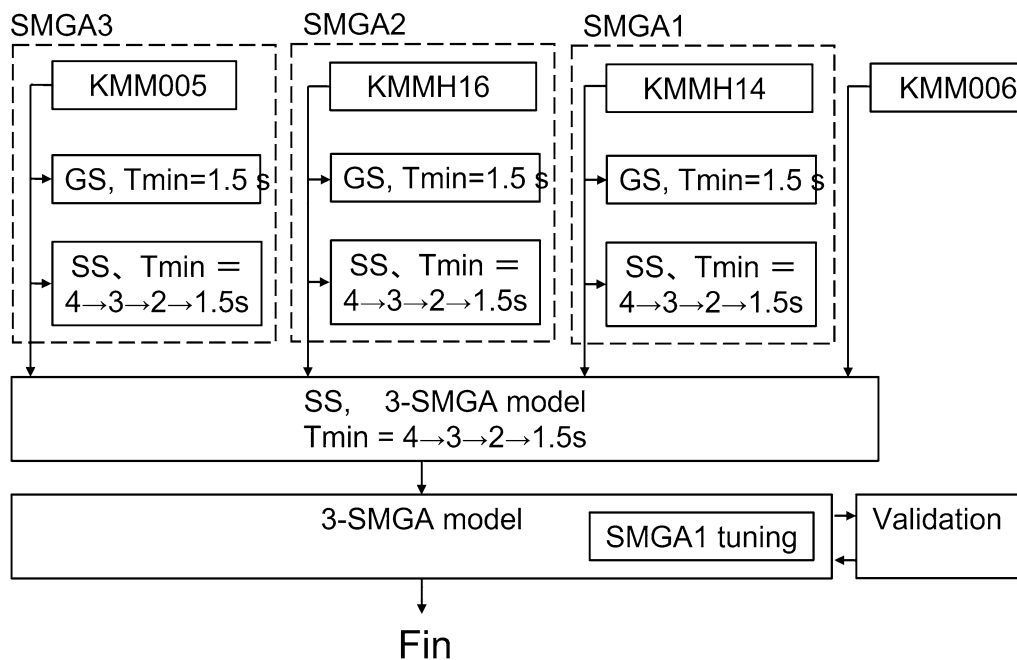 SMGA3
SMGA2
SMGA1
KMM005
KMMH16
KMMH14
KMM006
GS, Tmin=1.5 s
GS, Tmin=1.5 s
GS, Tmin=1.5 s
SS、Tmin＝
4→3→2→1.5s
SS、Tmin＝
4→3→2→1.5s
SS、Tmin＝
4→3→2→1.5s
SS, 3-SMGA model
Tmin = 4→3→2→1.5s
3-SMGA model
SMGA1 tuning
Validation
Fin